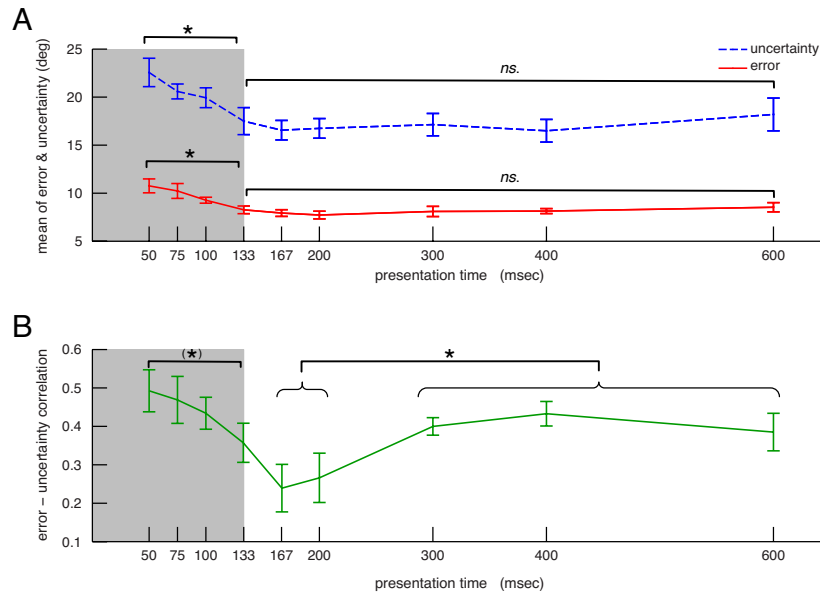 A
mean of error & uncertainty (deg)
25
20
15
10
5
*
ns.
uncertainty
error
*
ns.
50 75 100 133 167 200 300 400 600
presentation time (msec)
B
error – uncertainty correlation
0.6
0.5
0.4
0.3
0.2
0.1
(*)
*
50 75 100 133 167 200 300 400 600
presentation time (msec)